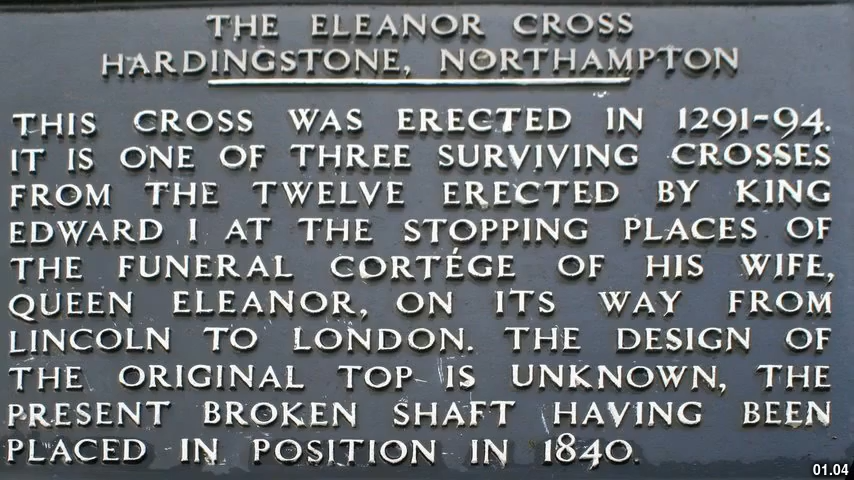 THE ELEANOR CROSS
HARDINGSTONE, NORTHAMPTON
THIS CROSS WAS ERECTED IN 1291-94.
IT IS ONE OF THREE SURVIVING CROSSES
FROM THE TWELVE ERECTED BY KING
EDWARD I AT THE STOPPING PLACES OF
THE FUNERAL CORTÉGE OF HIS WIFE,
QUEEN ELEANOR, ON ITS WAY FROM
LINCOLN TO LONDON. THE DESIGN OF
THE ORIGINAL TOP IS UNKNOWN, THE
PRESENT BROKEN SHAFT HAVING BEEN
PLACED IN POSITION IN 1840.
01.04